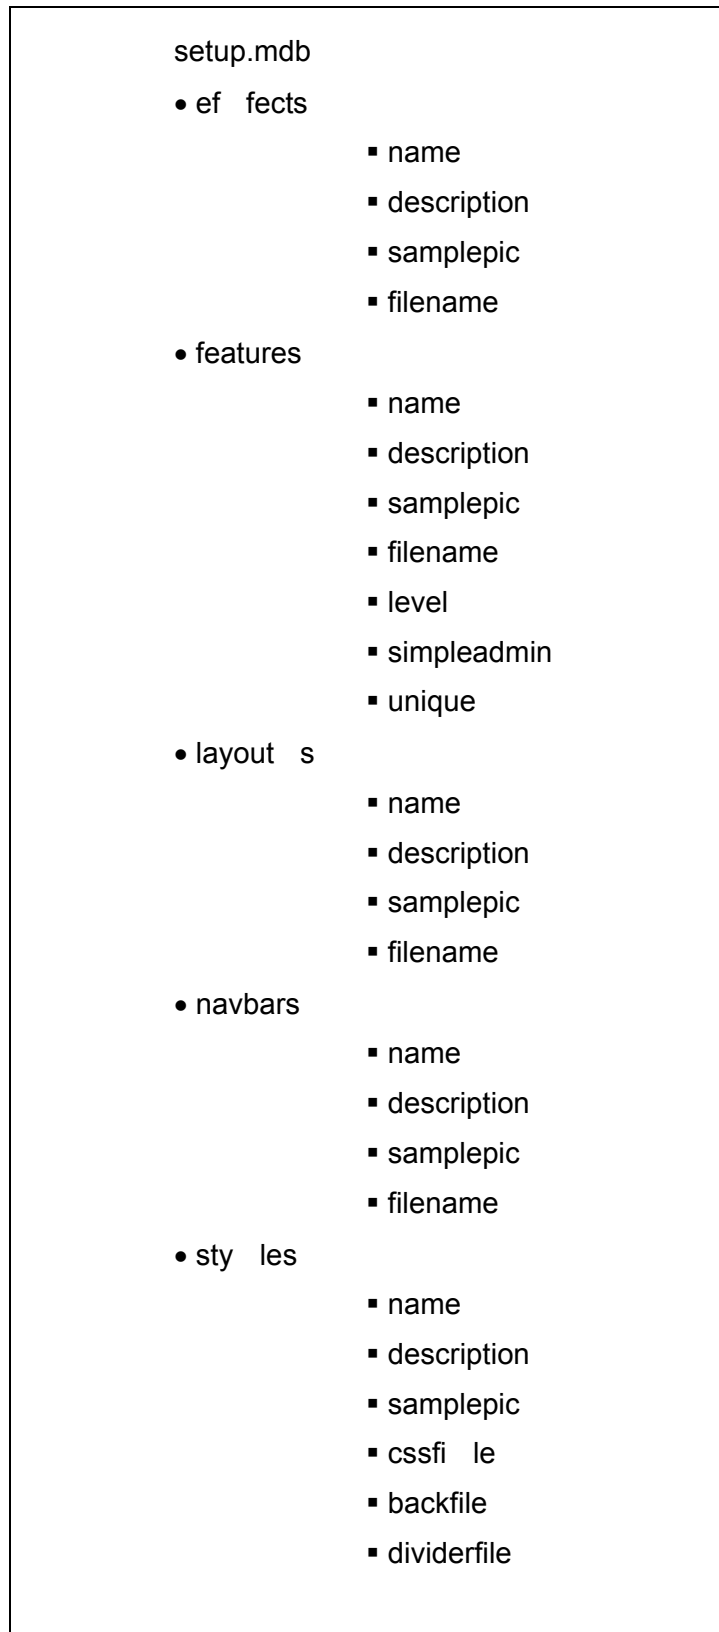 setup.mdb
• ef fects
▪ name
▪ description
▪ samplepic
▪ filename
• features
▪ name
▪ description
▪ samplepic
▪ filename
▪ level
▪ simpleadmin
▪ unique
• layout s
▪ name
▪ description
▪ samplepic
▪ filename
• navbars
▪ name
▪ description
▪ samplepic
▪ filename
• sty les
▪ name
▪ description
▪ samplepic
▪ cssfi le
▪ backfile
▪ dividerfile